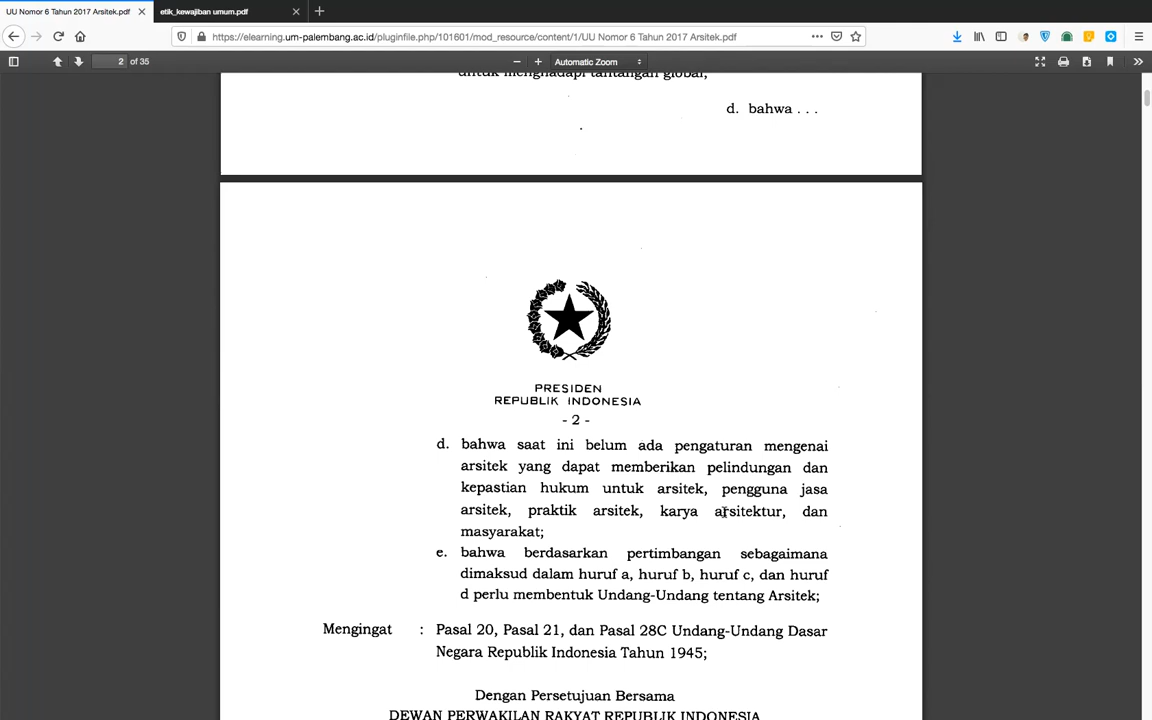 UU Nomor 6 Tahun 2017 Arsitek.pdf
etik_kewajiban umum.pdf
https://elearning.um-palembang.ac.id/pluginfile.php/101601/mod_resource/content/1/UU Nomor 6 Tahun 2017 Arsitek.pdf
2 of 35
Automatic Zoom
untuk menghadapi tantangan global;
d. bahwa . . .
PRESIDEN
REPUBLIK INDONESIA
- 2 -
d. bahwa saat ini belum ada pengaturan mengenai
arsitek yang dapat memberikan pelindungan dan
kepastian hukum untuk arsitek, pengguna jasa
arsitek, praktik arsitek, karya arsitektur, dan
masyarakat;
e. bahwa berdasarkan pertimbangan sebagaimana
dimaksud dalam huruf a, huruf b, huruf c, dan huruf
d perlu membentuk Undang-Undang tentang Arsitek;
Mengingat : Pasal 20, Pasal 21, dan Pasal 28C Undang-Undang Dasar
Negara Republik Indonesia Tahun 1945;
Dengan Persetujuan Bersama
DEWAN PERWAKILAN RAKYAT REPUBLIK INDONESIA